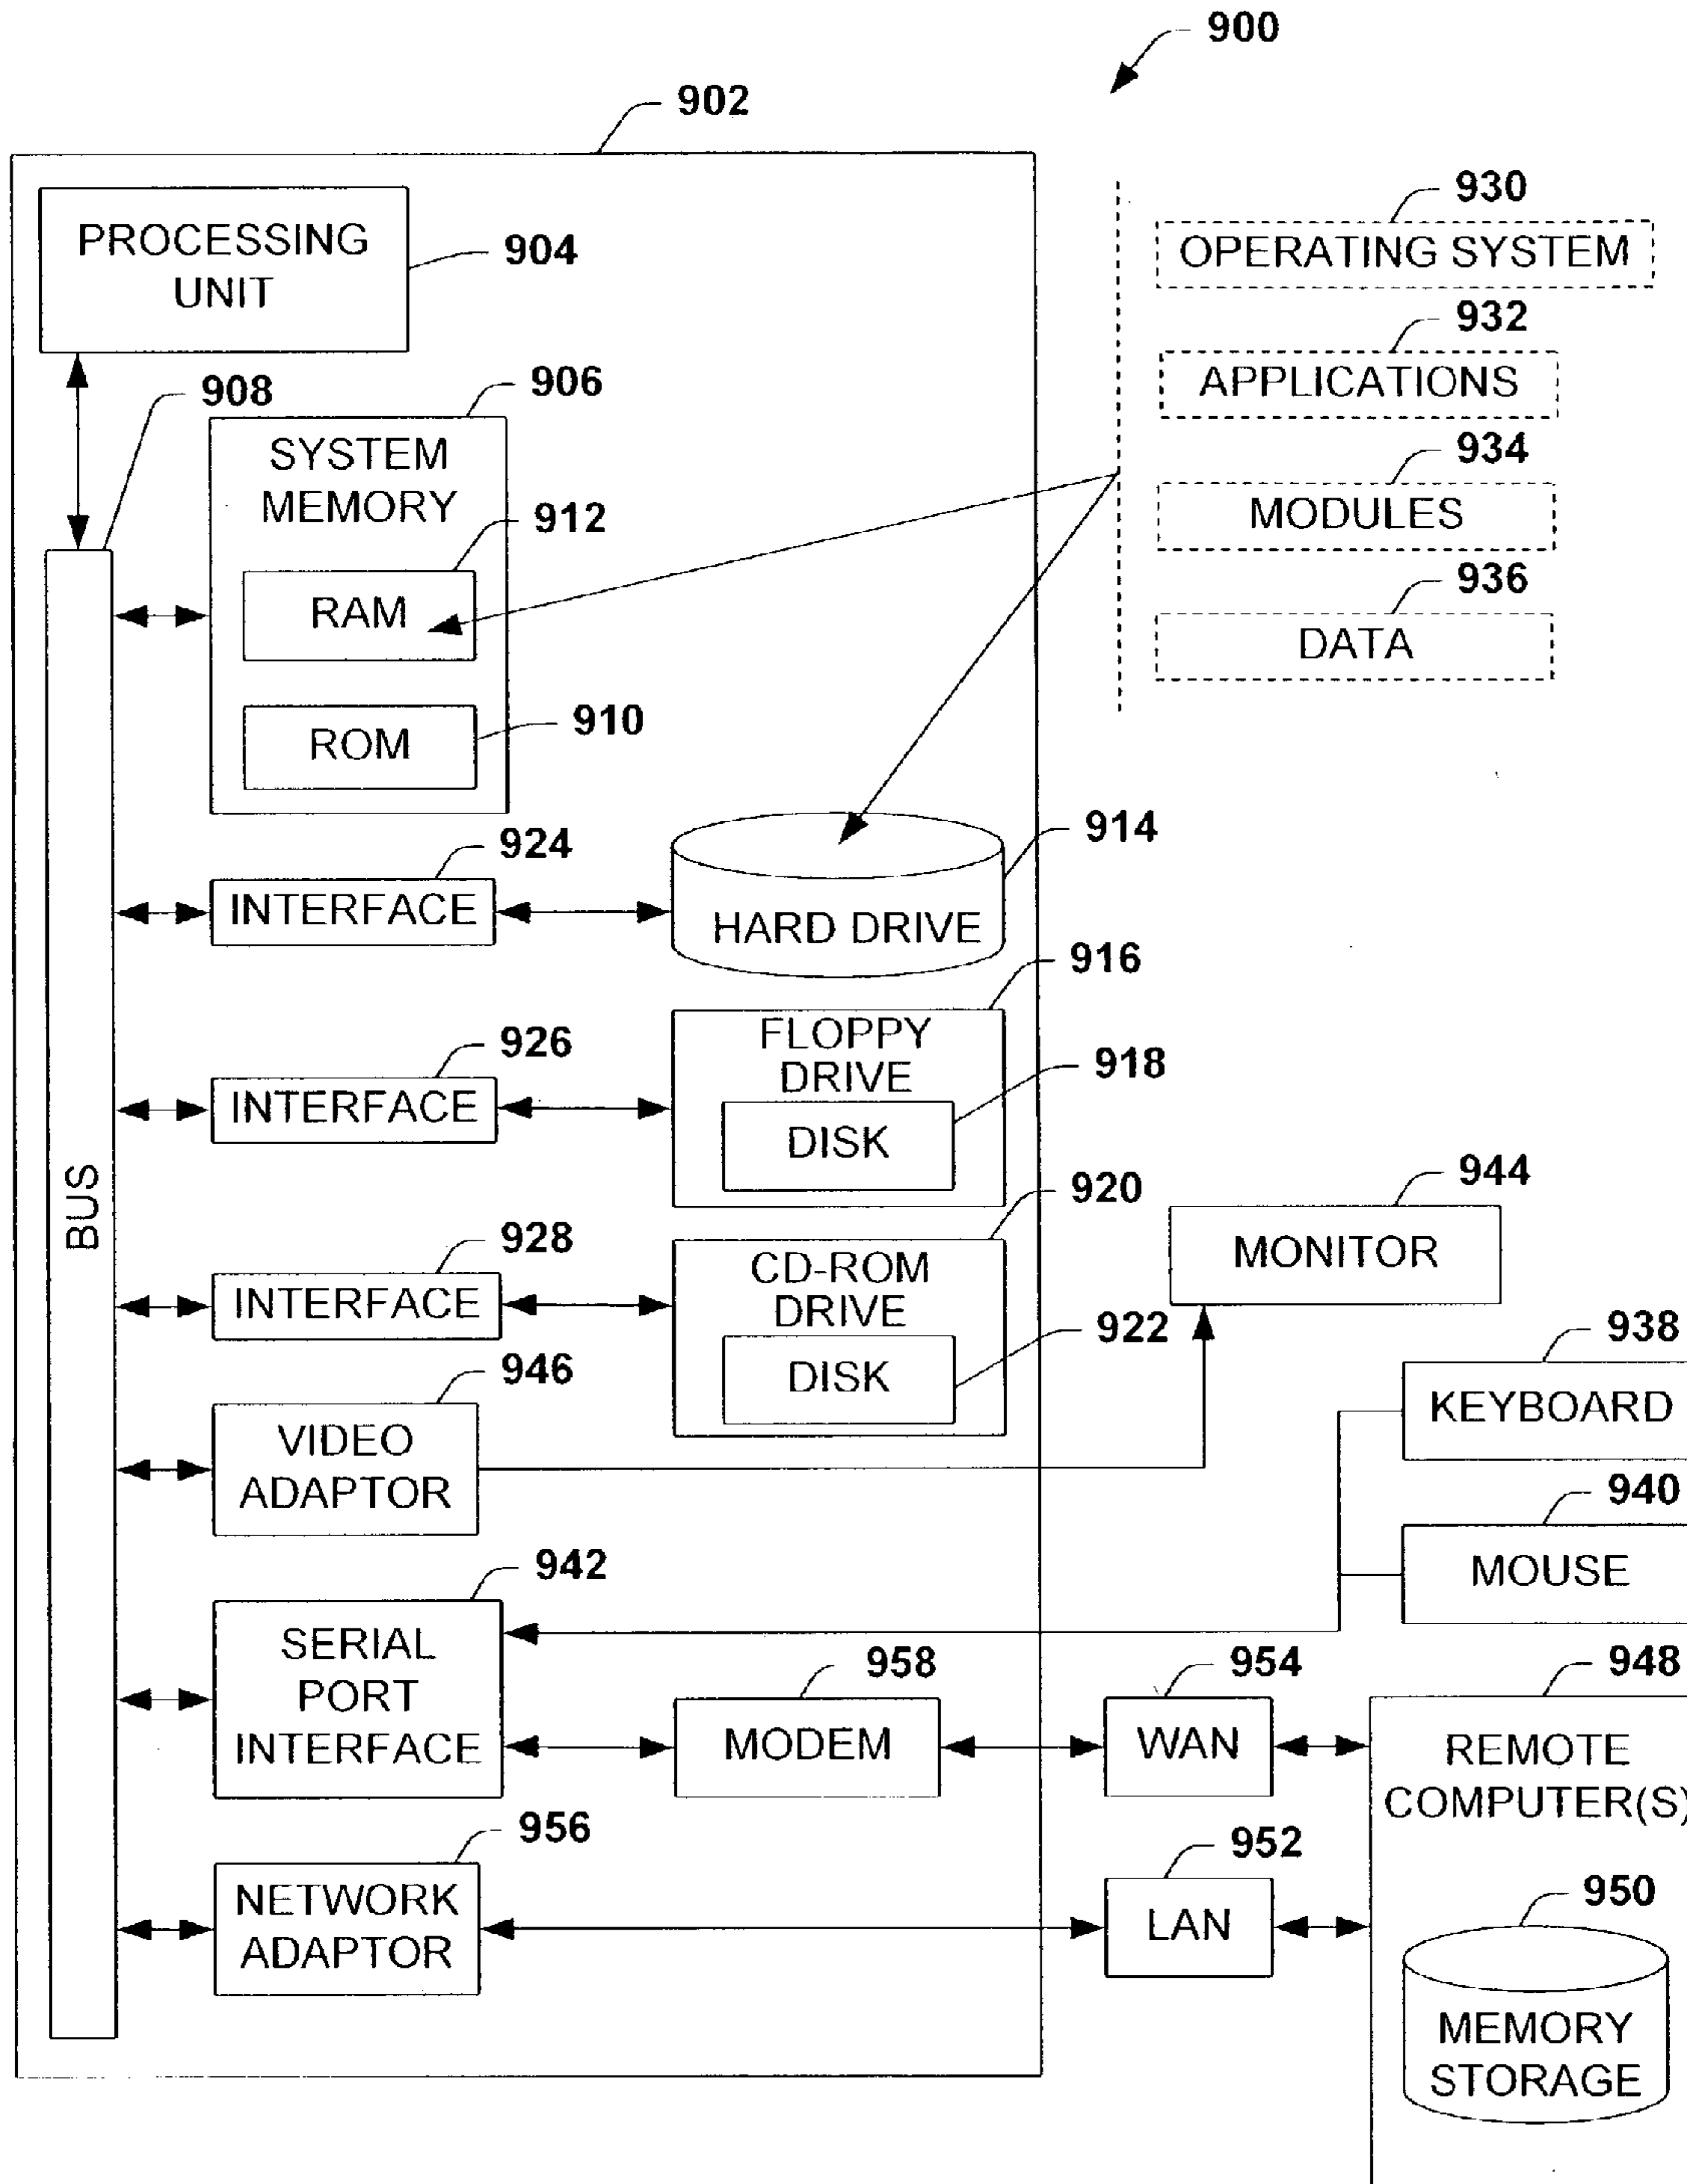 900
902
PROCESSING
UNIT
904
930
OPERATING SYSTEM
932
APPLICATIONS
934
MODULES
936
DATA
908
906
SYSTEM
MEMORY
912
RAM
910
ROM
BUS
924
INTERFACE
914
HARD DRIVE
926
INTERFACE
916
FLOPPY
DRIVE
918
DISK
928
INTERFACE
920
CD-ROM
DRIVE
922
DISK
944
MONITOR
938
KEYBOARD
940
MOUSE
946
VIDEO
ADAPTOR
942
SERIAL
PORT
INTERFACE
958
MODEM
954
WAN
948
REMOTE
COMPUTER(S)
956
NETWORK
ADAPTOR
952
LAN
950
MEMORY
STORAGE